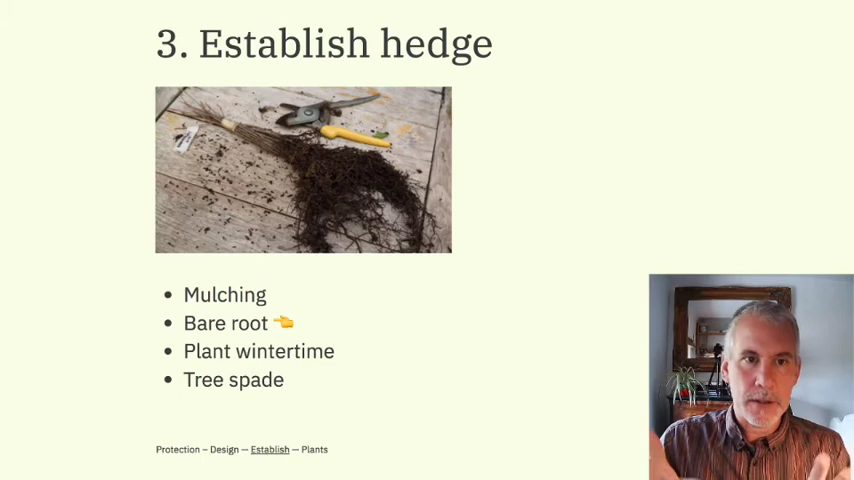 3. Establish hedge
Mulching
Bare root 👈
Plant wintertime
Tree spade
Protection – Design — Establish — Plants